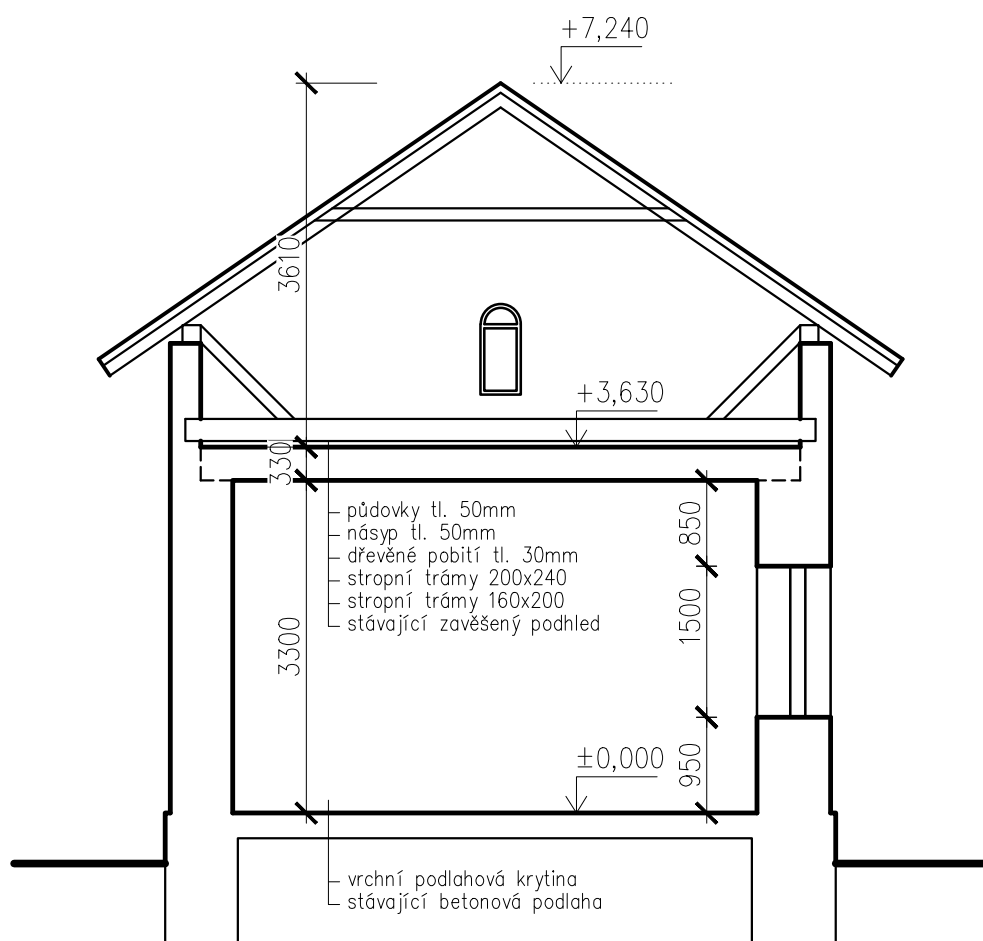 +7,240
3610
+3,630
330
půdovky tl. 50mm
násyp tl. 50mm
dřevěné pobití tl. 30mm
stropní trámy 200x240
stropní trámy 160x200
stávající zavěšený podhled
850
1500
3300
±0,000
950
vrchní podlahová krytina
stávající betonová podlaha